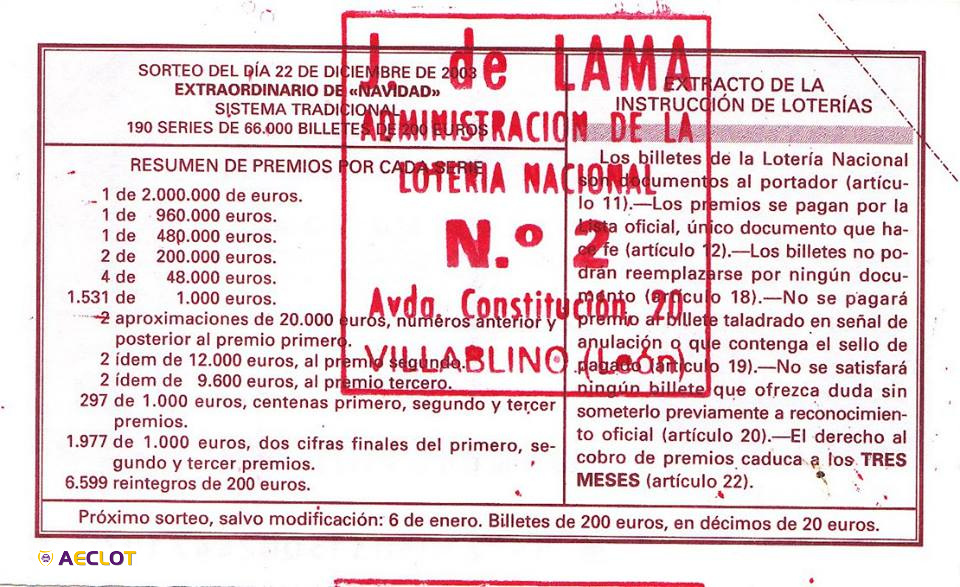 J. de LAMA
ADMINISTRACION DE LA
LOTERIA NACIONAL
N.º 2
Avda. Constitución, 20
VILLABLINO (León)
SORTEO DEL DÍA 22 DE DICIEMBRE DE 2003
EXTRAORDINARIO DE «NAVIDAD»
SISTEMA TRADICIONAL
190 SERIES DE 66.000 BILLETES DE 200 EUROS
RESUMEN DE PREMIOS POR CADA SERIE
1 de 2.000.000 de euros.
1 de 960.000 euros.
1 de 480.000 euros.
2 de 200.000 euros.
4 de 48.000 euros.
1.531 de 1.000 euros.
2 aproximaciones de 20.000 euros, números anterior y
posterior al premio primero.
2 ídem de 12.000 euros, al premio segundo.
2 ídem de 9.600 euros, al premio tercero.
297 de 1.000 euros, centenas primero, segundo y tercer
premios.
1.977 de 1.000 euros, dos cifras finales del primero, se-
gundo y tercer premios.
6.599 reintegros de 200 euros.
EXTRACTO DE LA
INSTRUCCIÓN DE LOTERÍAS
Los billetes de la Lotería Nacional
son documentos al portador (artícu-
lo 11).—Los premios se pagan por la
Lista oficial, único documento que ha-
ce fe (artículo 12).—Los billetes no po-
drán reemplazarse por ningún docu-
mento (artículo 18).—No se pagará
premio al billete taladrado en señal de
anulación o que contenga el sello de
pagado (artículo 19).—No se satisfará
ningún billete que ofrezca duda sin
someterlo previamente a reconocimien-
to oficial (artículo 20).—El derecho al
cobro de premios caduca a los TRES
MESES (artículo 22).
Próximo sorteo, salvo modificación: 6 de enero. Billetes de 200 euros, en décimos de 20 euros.
AECLOT